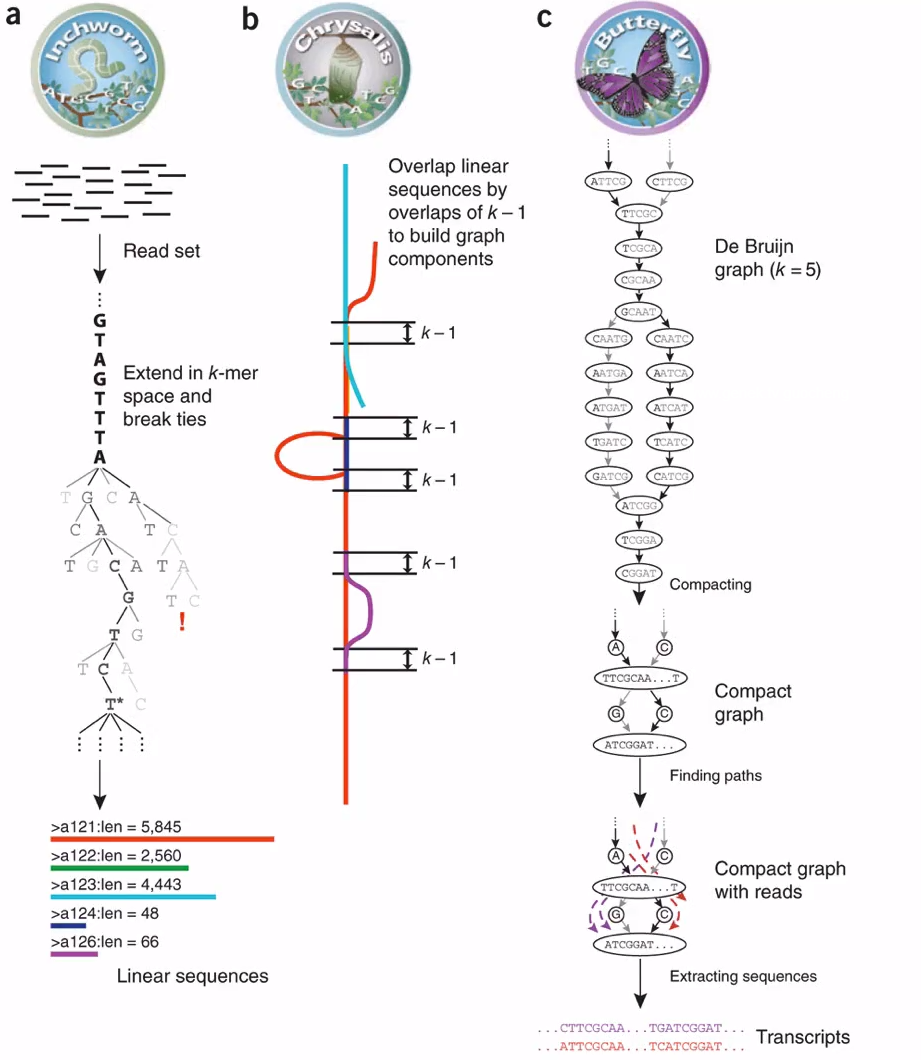 a
Inchworm
A T G C T C A G
Read set
G
T
A
G
T
T
T
A
Extend in k-mer
space and
break ties
T G C A
C A T C
T G C A T A
G T C
!
T G
T C A
T* C
>a121:len = 5,845
>a122:len = 2,560
>a123:len = 4,443
>a124:len = 48
>a126:len = 66
Linear sequences
b
Chrysalis
Overlap linear
sequences by
overlaps of k – 1
to build graph
components
k – 1
k – 1
k – 1
k – 1
k – 1
c
Butterfly
ATTCG CTTCG
TTCGC
TCGCA
CGCAA
GCAAT
CAATG CAATC
AATGA AATCA
ATGAT ATCAT
TGATC TCATC
GATCG CATCG
ATCGG
TCGGA
CGGAT
De Bruijn
graph (k = 5)
Compacting
A C
TTCGCAA...T
G C
ATCGGAT...
Compact
graph
Finding paths
A C
TTCGCAA...T
G C
ATCGGAT...
Compact graph
with reads
Extracting sequences
...CTTCGCAA...TGATCGGAT...
...ATTCGCAA...TCATCGGAT...
Transcripts